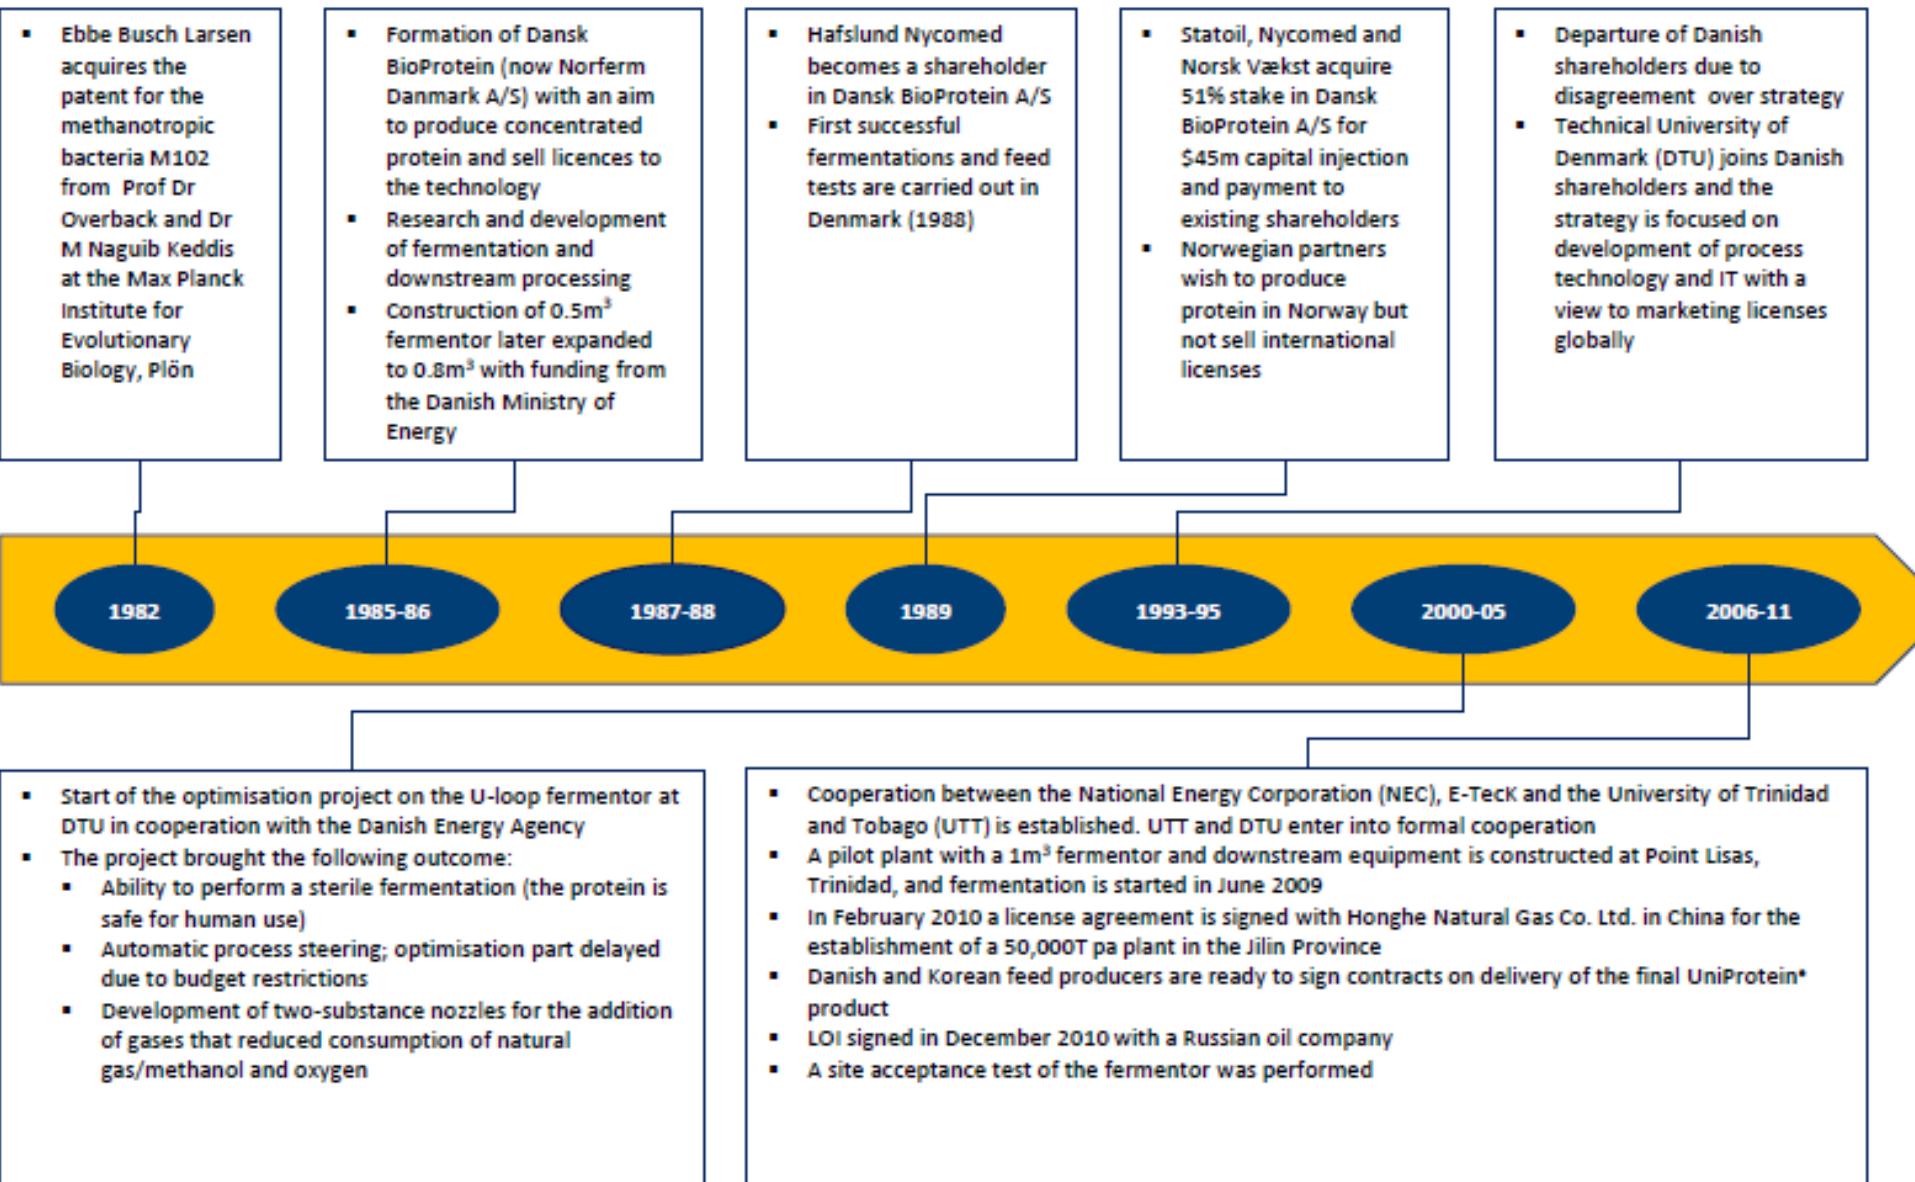 ▪ Ebbe Busch Larsen
acquires the
patent for the
methanotropic
bacteria M102
from Prof Dr
Overback and Dr
M Naguib Keddis
at the Max Planck
Institute for
Evolutionary
Biology, Plön
▪ Formation of Dansk
BioProtein (now Norferm
Danmark A/S) with an aim
to produce concentrated
protein and sell licences to
the technology
▪ Research and development
of fermentation and
downstream processing
▪ Construction of 0.5m³
fermentor later expanded
to 0.8m³ with funding from
the Danish Ministry of
Energy
▪ Hafslund Nycomed
becomes a shareholder
in Dansk BioProtein A/S
▪ First successful
fermentations and feed
tests are carried out in
Denmark (1988)
▪ Statoil, Nycomed and
Norsk Vækst acquire
51% stake in Dansk
BioProtein A/S for
$45m capital injection
and payment to
existing shareholders
▪ Norwegian partners
wish to produce
protein in Norway but
not sell international
licenses
▪ Departure of Danish
shareholders due to
disagreement over strategy
▪ Technical University of
Denmark (DTU) joins Danish
shareholders and the
strategy is focused on
development of process
technology and IT with a
view to marketing licenses
globally
1982
1985-86
1987-88
1989
1993-95
2000-05
2006-11
▪ Start of the optimisation project on the U-loop fermentor at
DTU in cooperation with the Danish Energy Agency
▪ The project brought the following outcome:
▪ Ability to perform a sterile fermentation (the protein is
safe for human use)
▪ Automatic process steering; optimisation part delayed
due to budget restrictions
▪ Development of two-substance nozzles for the addition
of gases that reduced consumption of natural
gas/methanol and oxygen
▪ Cooperation between the National Energy Corporation (NEC), E-TecK and the University of Trinidad
and Tobago (UTT) is established. UTT and DTU enter into formal cooperation
▪ A pilot plant with a 1m³ fermentor and downstream equipment is constructed at Point Lisas,
Trinidad, and fermentation is started in June 2009
▪ In February 2010 a license agreement is signed with Honghe Natural Gas Co. Ltd. in China for the
establishment of a 50,000T pa plant in the Jilin Province
▪ Danish and Korean feed producers are ready to sign contracts on delivery of the final UniProtein*
product
▪ LOI signed in December 2010 with a Russian oil company
▪ A site acceptance test of the fermentor was performed